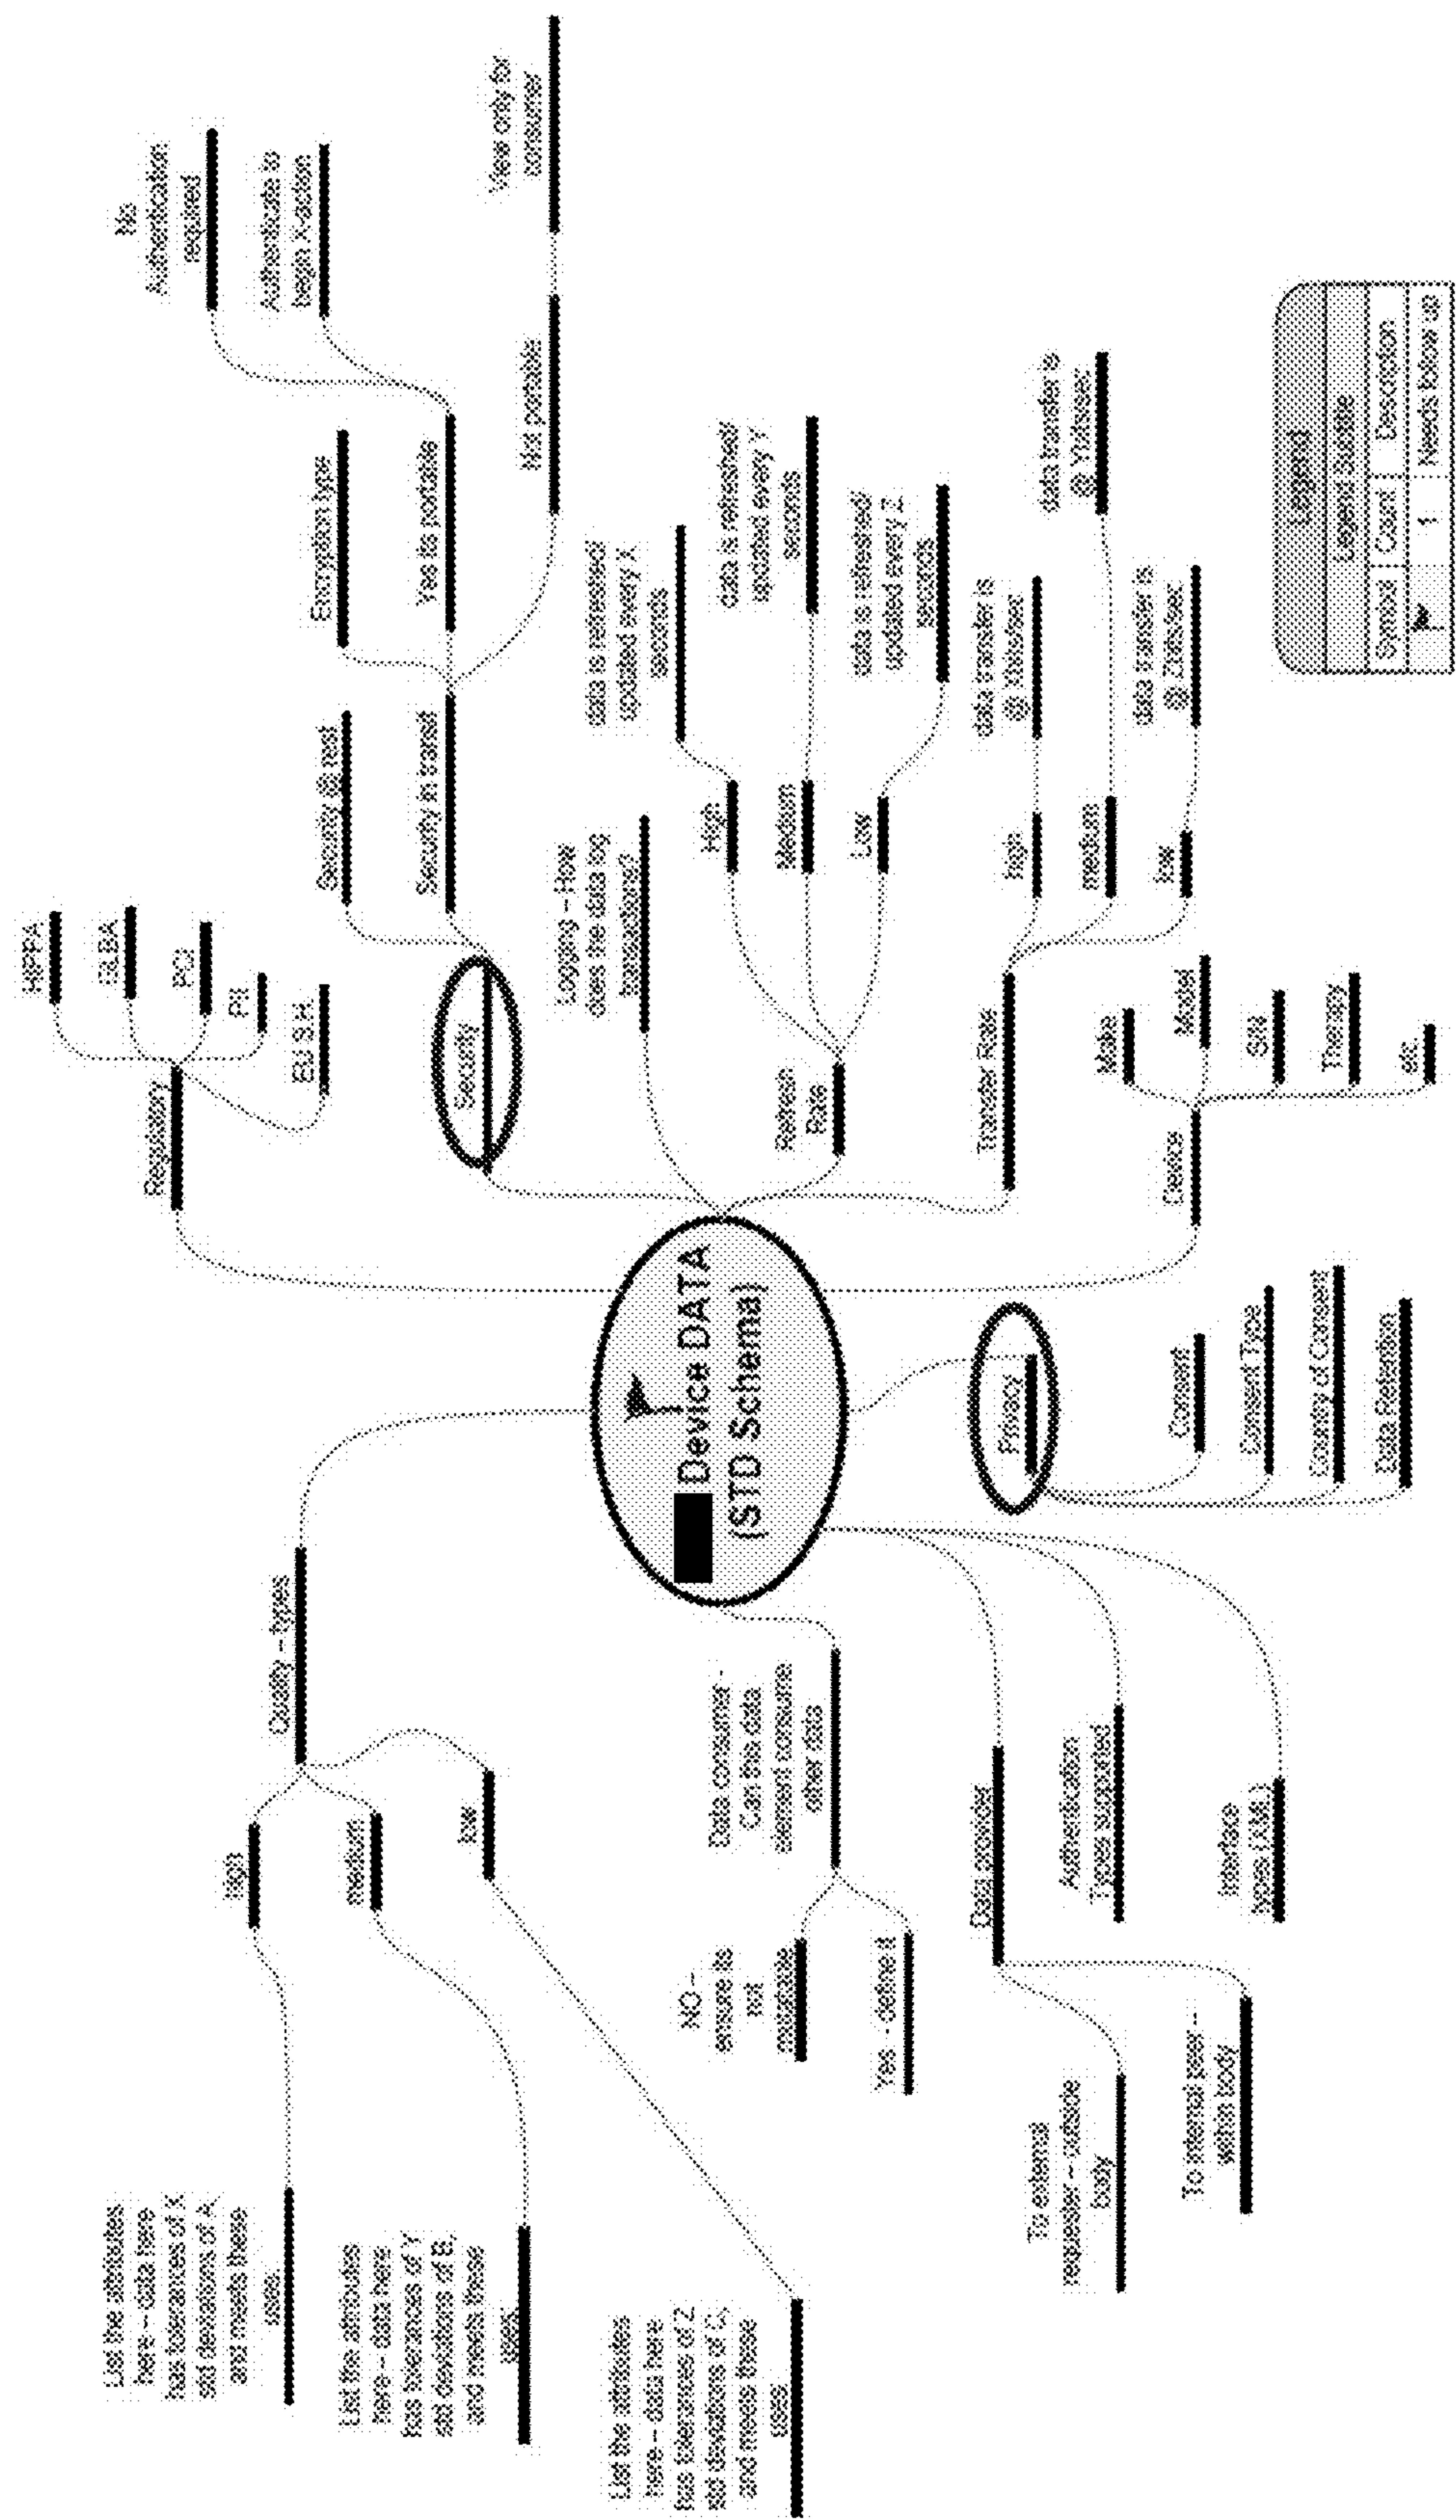 Device DATA
(STD Schema)
Regulatory
HIPPA
GLBA
PCI
PII
EU S.H.
Security
Security @ rest
Security in transit
Encryption type
Yes its portable
No
Authentication
required
Authenticate to
begin X-action
Not portable
View only for
consumer
Logging – How
does the data log
transactions?
Refresh
Rate
High
data is refreshed
updated every X
seconds
Medium
data is refreshed
updated every Y
seconds
Low
data is refreshed
updated every Z
seconds
Transfer Rate
high
data transfer is
medium
data transfer is
low
data transfer is
Device
Make
Model
S/N
Therapy
etc.
Privacy
Consent
Consent Type
Country of Consent
Data Retention
Quality – types
high
List the attributes
here – data here
has tolerances of X
std deviations of A,
and meets these
uses
medium
List the attributes
here – data here
has tolerances of Y
std deviations of B,
and meets these
uses
low
List the attributes
here – data here
has tolerances of Z
std deviations of C,
and meets these
uses
Data consumer -
Can the data
element consume
other data
NO –
ensure its
not
exploitable
Yes - define it
Data provider
To external
requester – outside
body
To internal peer –
within body
Authentication
Types supported
Interface
types (XML)
Legend
Legend Subtitle
Symbol Count Description
1 Needs follow up